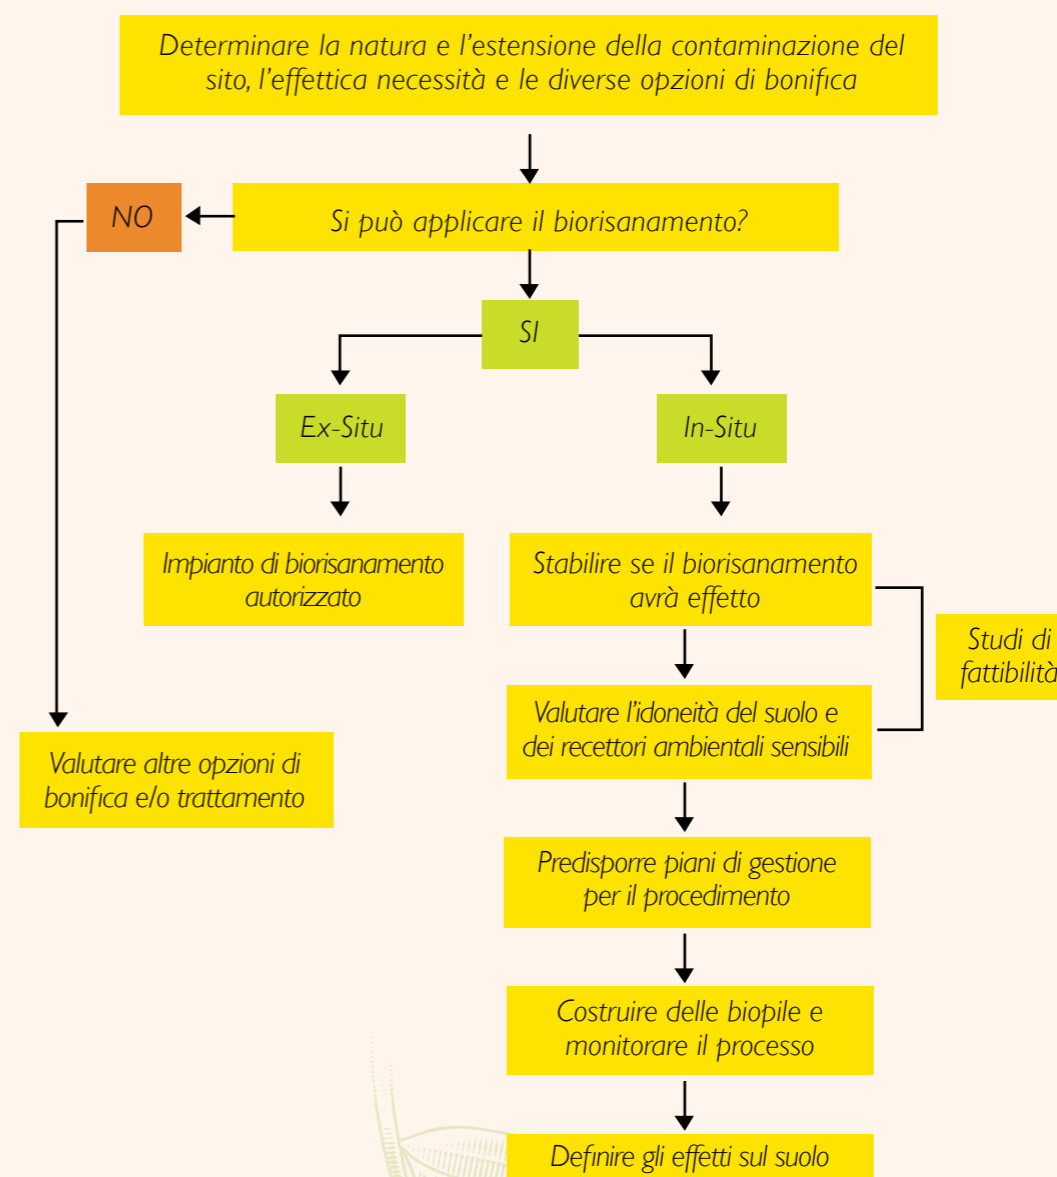 Determinare la natura e l'estensione della contaminazione del
sito, l'effettica necessità e le diverse opzioni di bonifica
NO
Si può applicare il biorisanamento?
SI
Ex-Situ
In-Situ
Impianto di biorisanamento
autorizzato
Stabilire se il biorisanamento
avrà effetto
Studi di
fattibilità
Valutare l'idoneità del suolo e
dei recettori ambientali sensibili
Valutare altre opzioni di
bonifica e/o trattamento
Predisporre piani di gestione
per il procedimento
Costruire delle biopile e
monitorare il processo
Definire gli effetti sul suolo